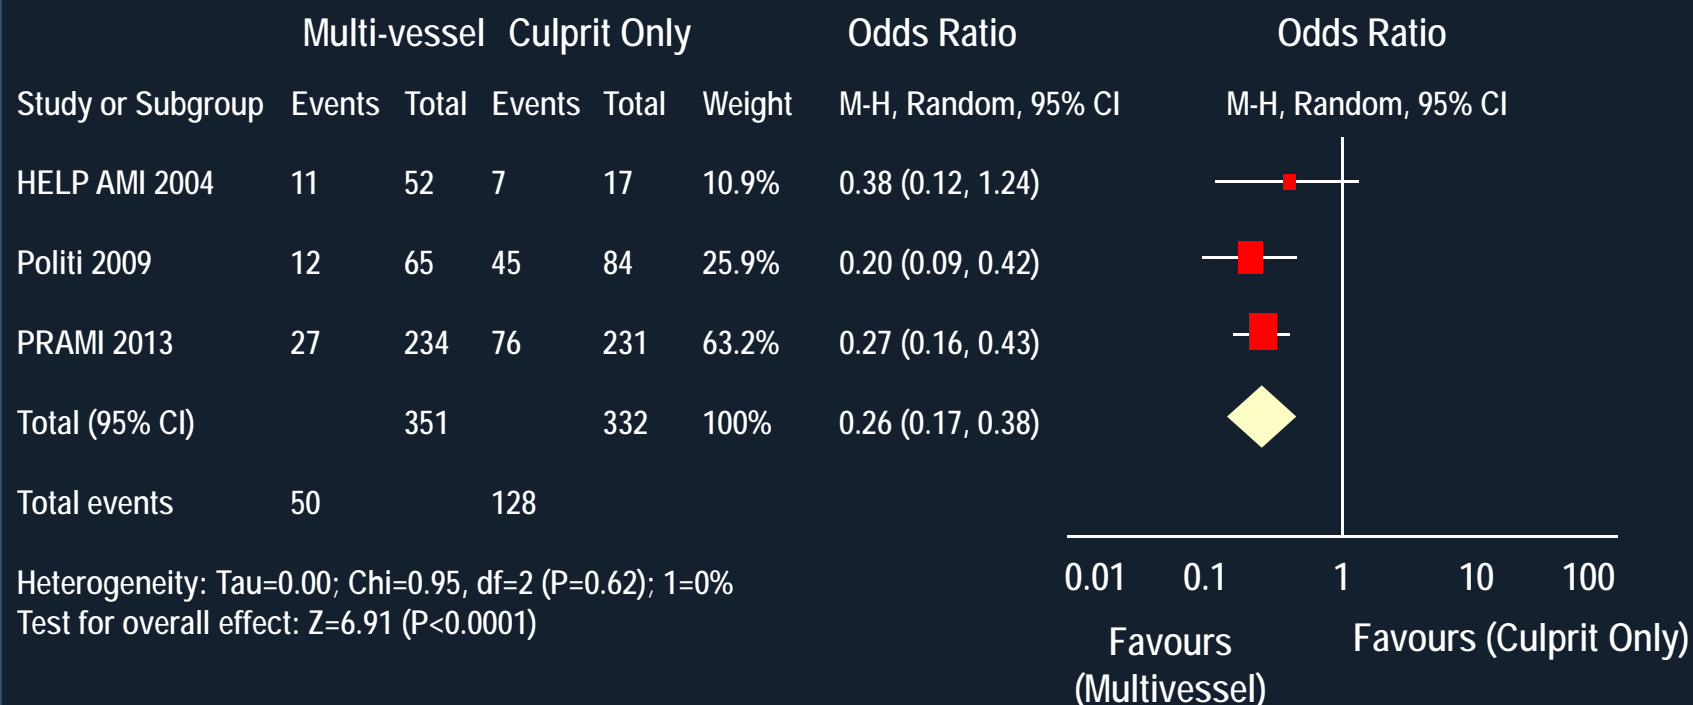 Multi-vessel Culprit Only Odds Ratio Odds Ratio
Study or Subgroup Events Total Events Total Weight M-H, Random, 95% CI M-H, Random, 95% CI
HELP AMI 2004 11 52 7 17 10.9% 0.38 (0.12, 1.24)
Politi 2009 12 65 45 84 25.9% 0.20 (0.09, 0.42)
PRAMI 2013 27 234 76 231 63.2% 0.27 (0.16, 0.43)
Total (95% CI) 351 332 100% 0.26 (0.17, 0.38)
Total events 50 128
Heterogeneity: Tau=0.00; Chi=0.95, df=2 (P=0.62); 1=0%
Test for overall effect: Z=6.91 (P<0.0001)
0.01 0.1 1 10 100
Favours (Multivessel)
Favours (Culprit Only)